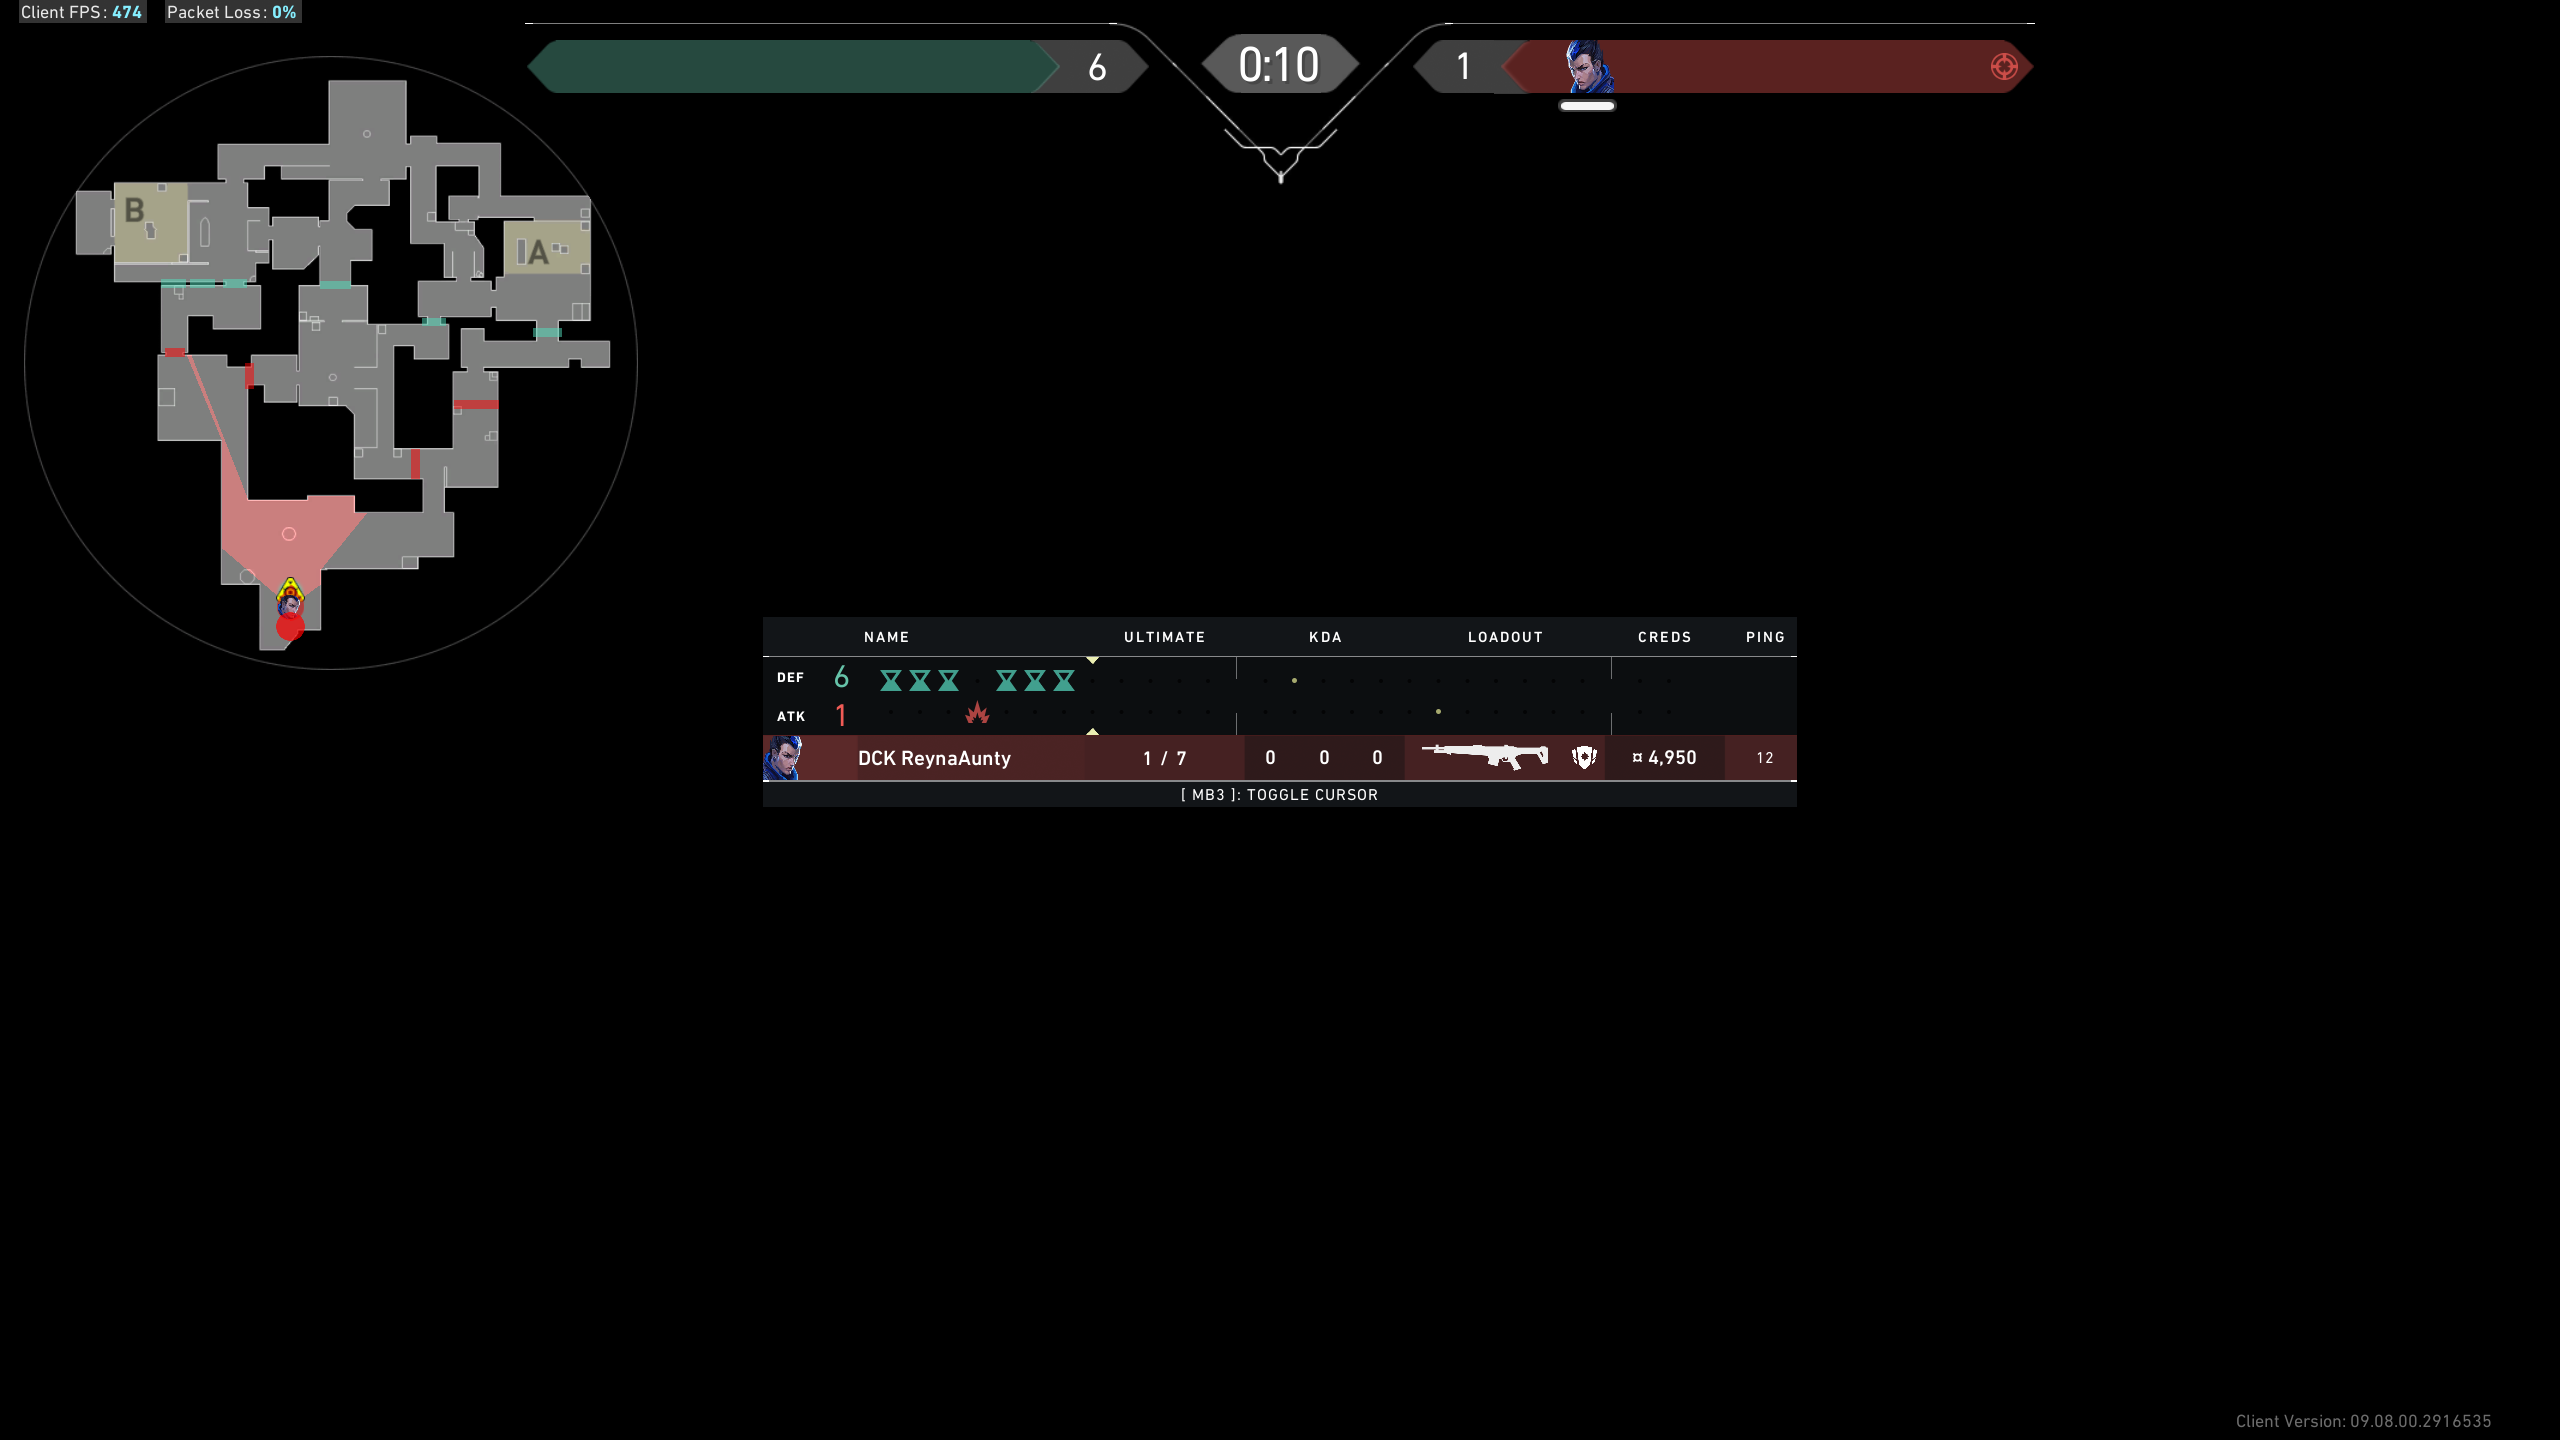 Client FPS: 474 Packet Loss: 0%
6 0:10 1
B
A
NAME ULTIMATE KDA LOADOUT CREDS PING
DEF 6
ATK 1
DCK ReynaAunty 1 / 7 0 0 0 ¤ 4,950 12
[ MB3 ]: TOGGLE CURSOR
Client Version: 09.08.00.2916535